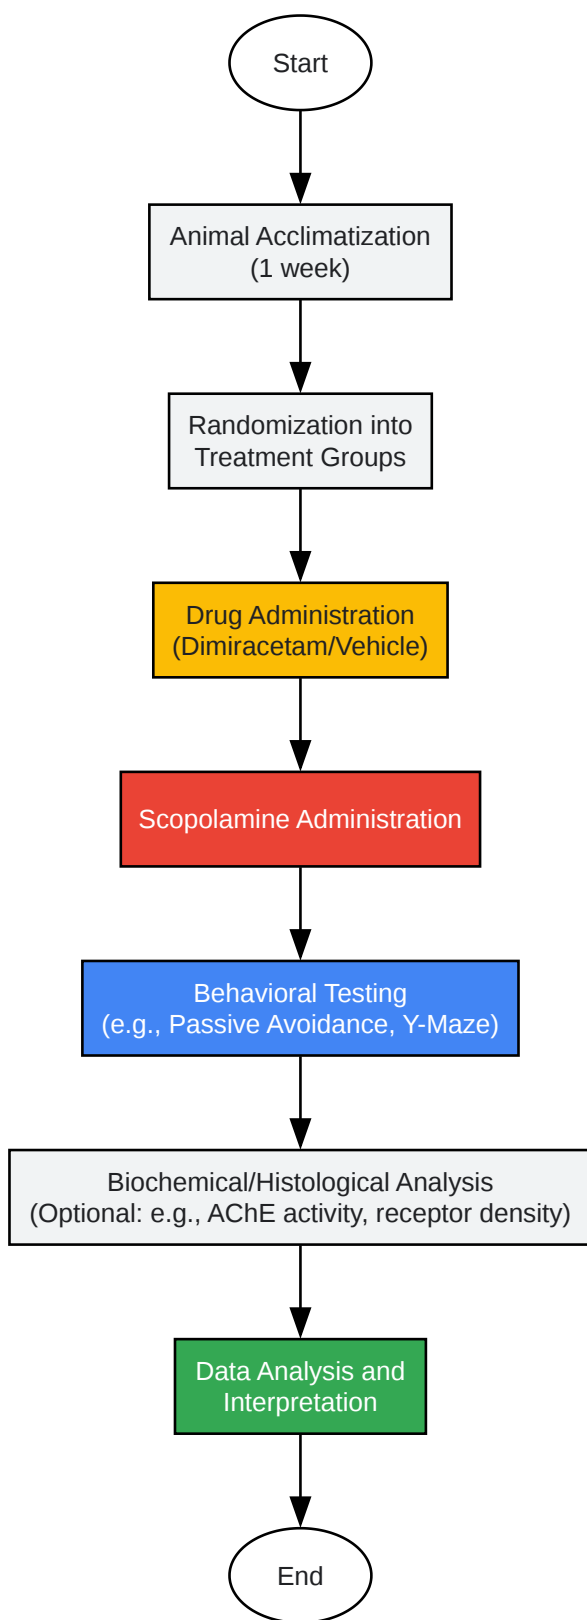 Start
Animal Acclimatization
(1 week)
Randomization into
Treatment Groups
Drug Administration
(Dimiracetam/Vehicle)
Scopolamine Administration
Behavioral Testing
(e.g., Passive Avoidance, Y-Maze)
Biochemical/Histological Analysis
(Optional: e.g., AChE activity, receptor density)
Data Analysis and
Interpretation
End